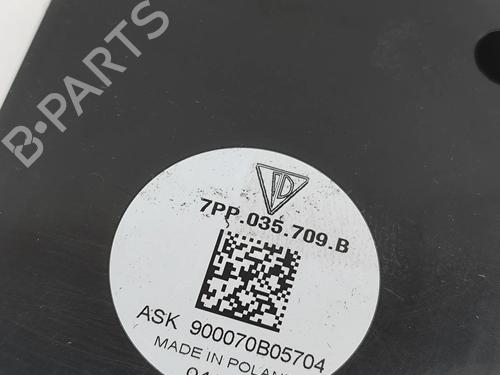 B-PARTS
7PP.035.709.B
ASK 900070B05704
MADE IN POLAND